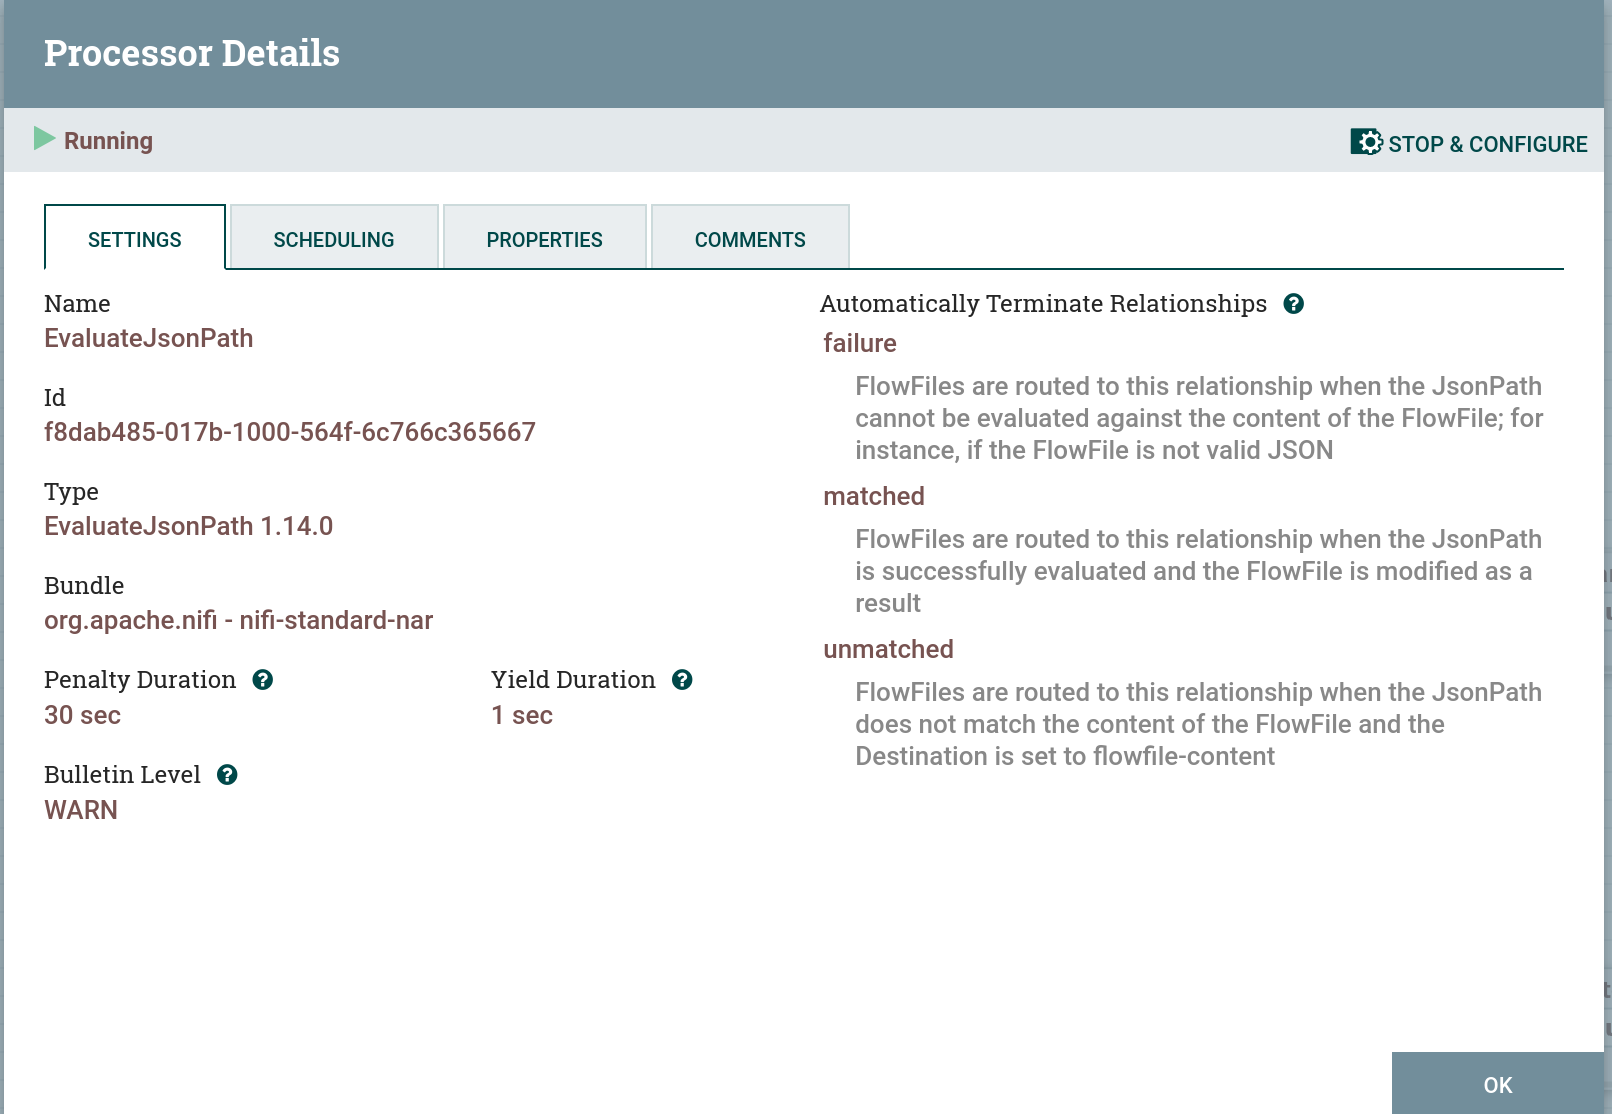 Processor Details
Running
STOP & CONFIGURE
SETTINGS
SCHEDULING
PROPERTIES
COMMENTS
Name
EvaluateJsonPath
Id
f8dab485-017b-1000-564f-6c766c365667
Type
EvaluateJsonPath 1.14.0
Bundle
org.apache.nifi - nifi-standard-nar
Penalty Duration
30 sec
Yield Duration
1 sec
Bulletin Level
WARN
Automatically Terminate Relationships
failure
FlowFiles are routed to this relationship when the JsonPath
cannot be evaluated against the content of the FlowFile; for
instance, if the FlowFile is not valid JSON
matched
FlowFiles are routed to this relationship when the JsonPath
is successfully evaluated and the FlowFile is modified as a
result
unmatched
FlowFiles are routed to this relationship when the JsonPath
does not match the content of the FlowFile and the
Destination is set to flowfile-content
OK